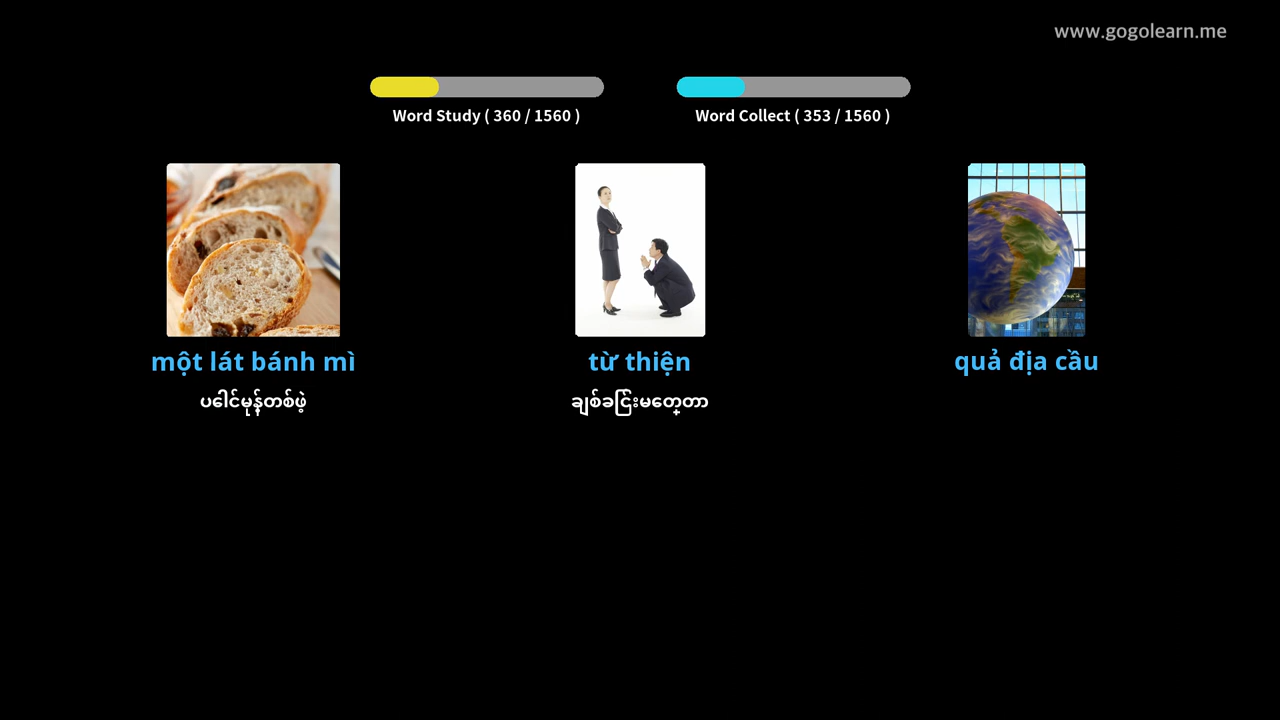 www.gogolearn.me
Word Study ( 360 / 1560 )
Word Collect ( 353 / 1560 )
một lát bánh mì
từ thiện
quả địa cầu
ပေါင်မုန့်တစ်ဖဲ့
ချစ်ခင်ြးမေတ္တာ